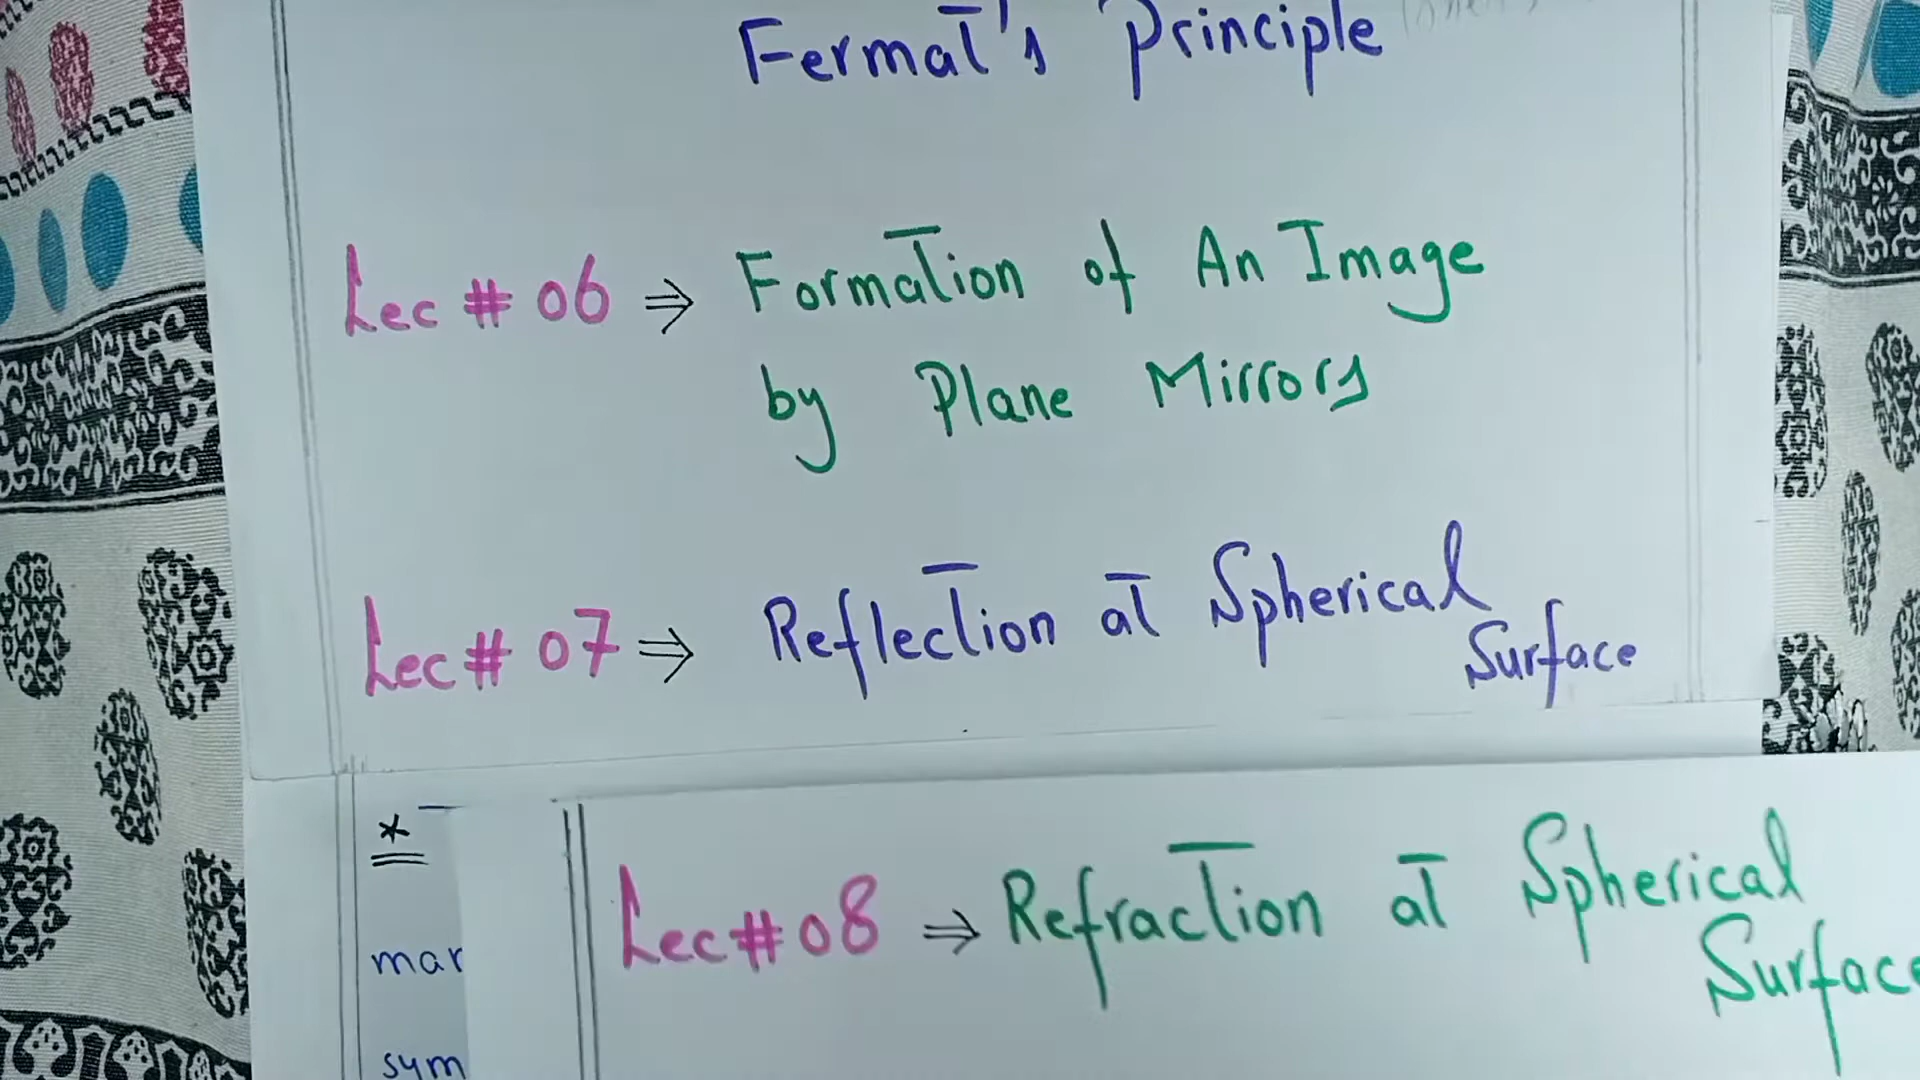 Fermat's Principle
Lec # 06 ⇒ Formation of An Image
by Plane Mirrors
Lec # 07 ⇒ Reflection at Spherical
Surface
*
Lec # 08 ⇒ Refraction at Spherical
Surface
mar
sym